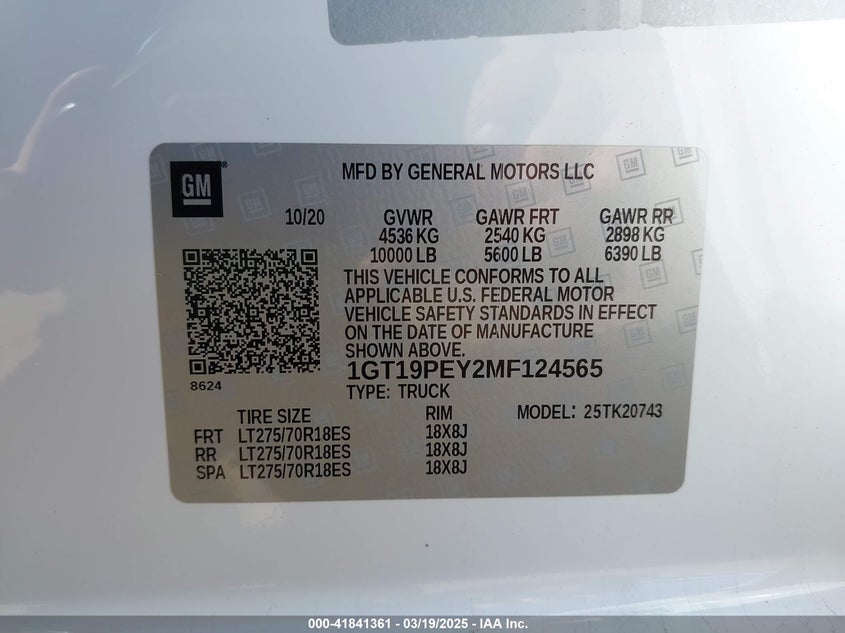 GM
MFD BY GENERAL MOTORS LLC
10/20 GVWR GAWR FRT GAWR RR
4536 KG 2540 KG 2898 KG
10000 LB 5600 LB 6390 LB
THIS VEHICLE CONFORMS TO ALL
APPLICABLE U.S. FEDERAL MOTOR
VEHICLE SAFETY STANDARDS IN EFFECT
ON THE DATE OF MANUFACTURE
SHOWN ABOVE.
8624
1GT19PEY2MF124565
TYPE: TRUCK
TIRE SIZE RIM MODEL: 25TK20743
FRT LT275/70R18ES 18X8J
RR LT275/70R18ES 18X8J
SPA LT275/70R18ES 18X8J
000-41841361 - 03/19/2025 - IAA, Inc.